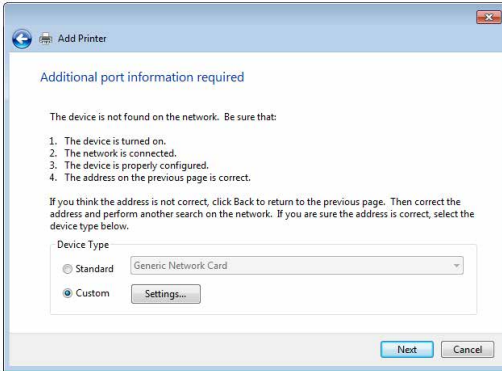 Add Printer
Additional port information required
The device is not found on the network. Be sure that:
1. The device is turned on.
2. The network is connected.
3. The device is properly configured.
4. The address on the previous page is correct.
If you think the address is not correct, click Back to return to the previous page. Then correct the
address and perform another search on the network. If you are sure the address is correct, select the
device type below.
Device Type
Standard Generic Network Card
Custom Settings...
Next Cancel